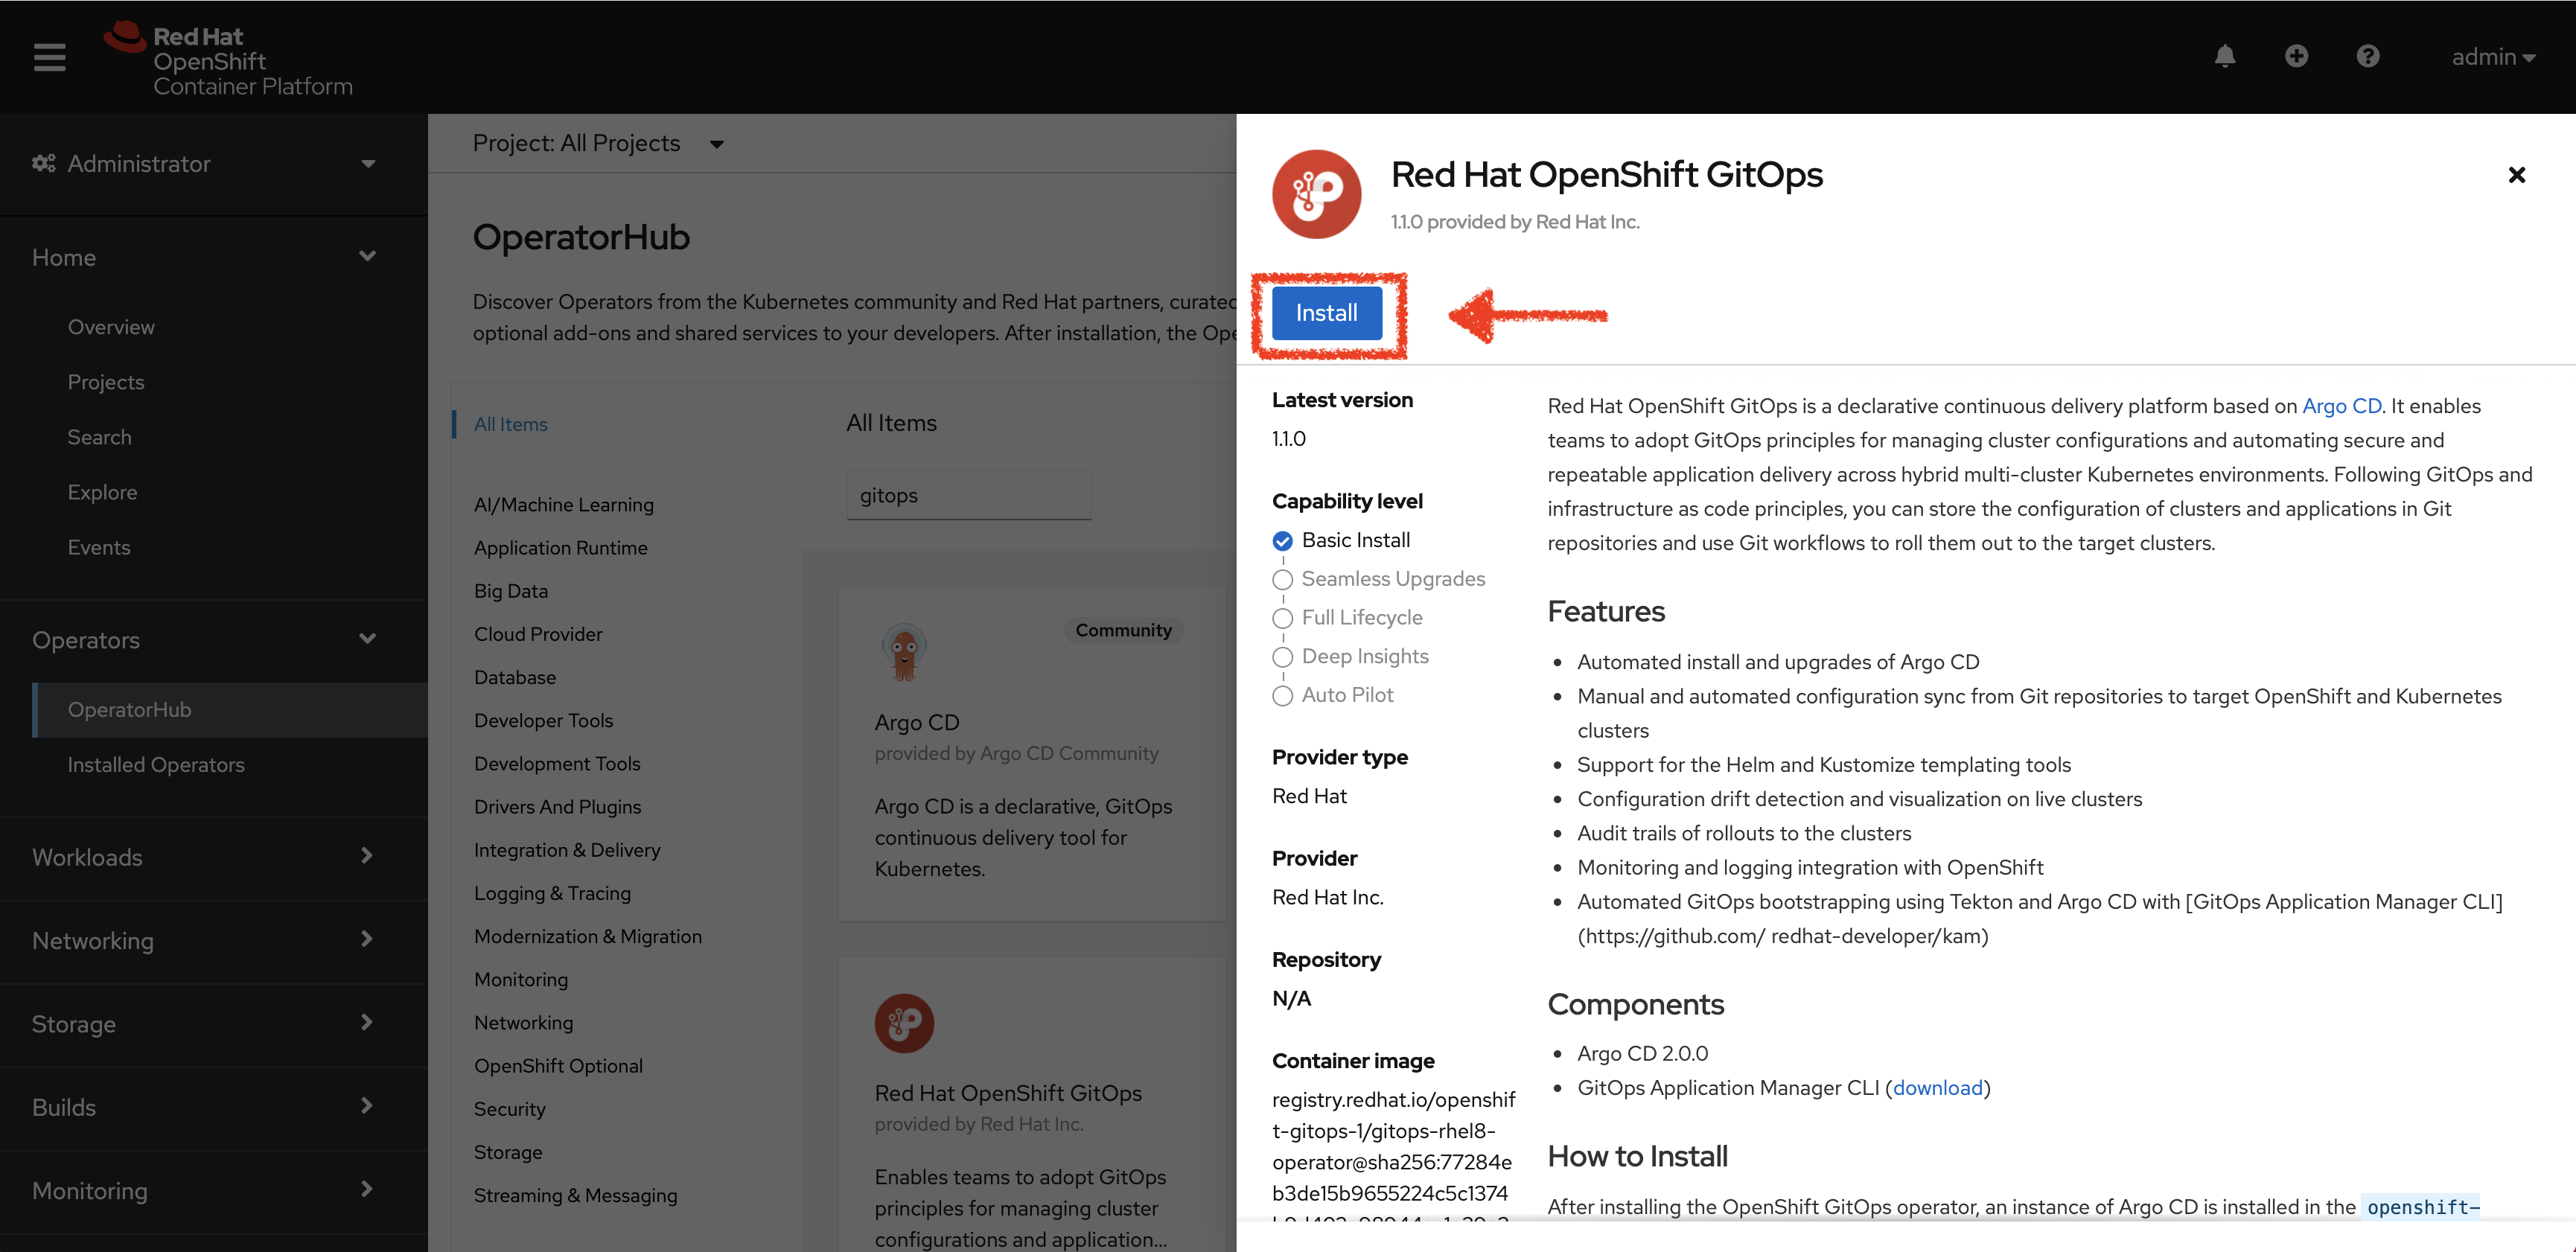 Red Hat
OpenShift
Container Platform
admin
Administrator
Home
Overview
Projects
Search
Explore
Events
Operators
OperatorHub
Installed Operators
Workloads
Networking
Storage
Builds
Monitoring
Project: All Projects
OperatorHub
Discover Operators from the Kubernetes community and Red Hat partners, curated
optional add-ons and shared services to your developers. After installation, the Ope
All Items
AI/Machine Learning
Application Runtime
Big Data
Cloud Provider
Database
Developer Tools
Development Tools
Drivers And Plugins
Integration & Delivery
Logging & Tracing
Modernization & Migration
Monitoring
Networking
OpenShift Optional
Security
Storage
Streaming & Messaging
All Items
gitops
Community
Argo CD
provided by Argo CD Community
Argo CD is a declarative, GitOps
continuous delivery tool for
Kubernetes.
Red Hat OpenShift GitOps
provided by Red Hat Inc.
Enables teams to adopt GitOps
principles for managing cluster
configurations and application...
Red Hat OpenShift GitOps
1.1.0 provided by Red Hat Inc.
Install
Latest version
1.1.0
Capability level
Basic Install
Seamless Upgrades
Full Lifecycle
Deep Insights
Auto Pilot
Provider type
Red Hat
Provider
Red Hat Inc.
Repository
N/A
Container image
registry.redhat.io/openshif
t-gitops-1/gitops-rhel8-
operator@sha256:77284e
b3de15b9655224c5c1374
Red Hat OpenShift GitOps is a declarative continuous delivery platform based on Argo CD. It enables
teams to adopt GitOps principles for managing cluster configurations and automating secure and
repeatable application delivery across hybrid multi-cluster Kubernetes environments. Following GitOps and
infrastructure as code principles, you can store the configuration of clusters and applications in Git
repositories and use Git workflows to roll them out to the target clusters.
Features
• Automated install and upgrades of Argo CD
• Manual and automated configuration sync from Git repositories to target OpenShift and Kubernetes
clusters
• Support for the Helm and Kustomize templating tools
• Configuration drift detection and visualization on live clusters
• Audit trails of rollouts to the clusters
• Monitoring and logging integration with OpenShift
• Automated GitOps bootstrapping using Tekton and Argo CD with [GitOps Application Manager CLI]
(https://github.com/ redhat-developer/kam)
Components
• Argo CD 2.0.0
• GitOps Application Manager CLI (download)
How to Install
After installing the OpenShift GitOps operator, an instance of Argo CD is installed in the openshift-